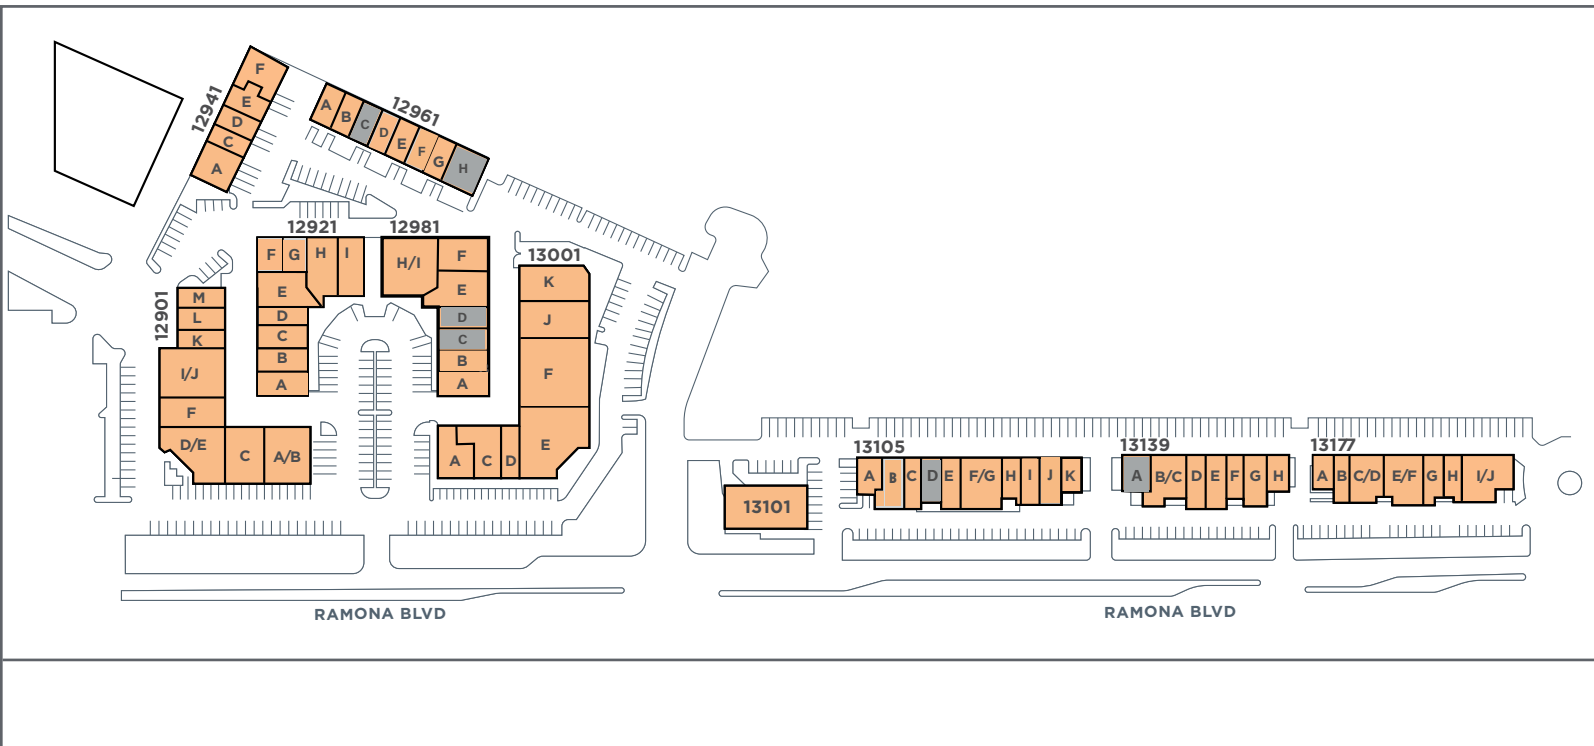 12941
F
E
D
C
A
12961
A
B
C
D
E
F
G
H
12921
F
G
H
I
E
D
C
B
A
12981
H/I
F
E
D
C
B
A
13001
K
J
F
E
A
C
D
12901
M
L
K
I/J
F
D/E
C
A/B
13101
13105
A
B
C
D
E
F/G
H
I
J
K
13139
A
B/C
D
E
F
G
H
13177
A
B
C/D
E/F
G
H
I/J
RAMONA BLVD
RAMONA BLVD